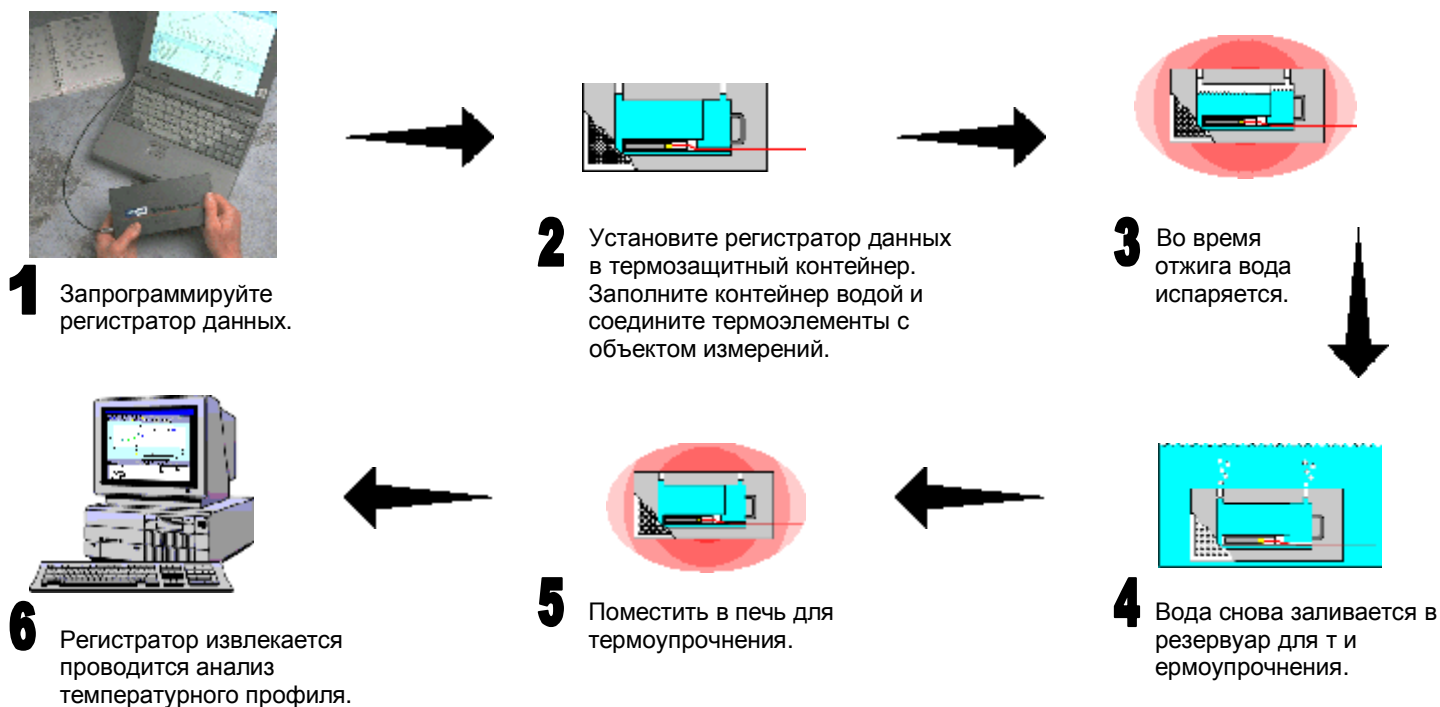 1
Запрограммируйте
регистратор данных.
2
Установите регистратор данных
в термозащитный контейнер.
Заполните контейнер водой и
соедините термоэлементы с
объектом измерений.
3
Во время
отжига вода
испаряется.
4
Вода снова заливается в
резервуар для т и
ермоупрочнения.
5
Поместить в печь для
термоупрочнения.
6
Регистратор извлекается
проводится анализ
температурного профиля.